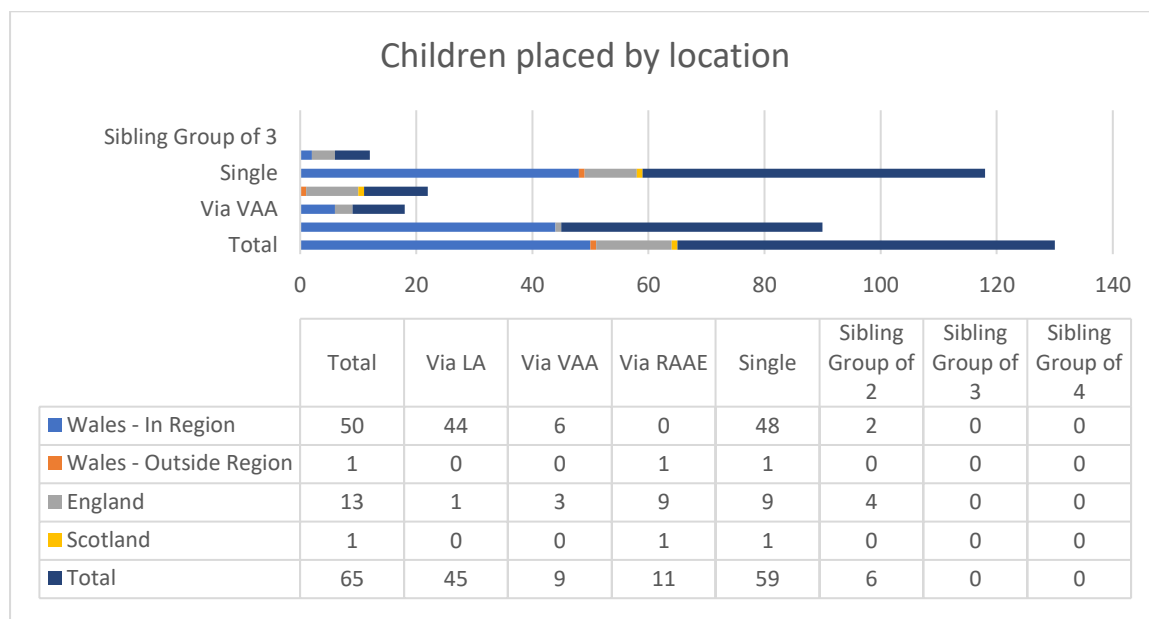 Children placed by location
Sibling Group of 3
Single
Via VAA
Total
0 20 40 60 80 100 120 140
Total Via LA Via VAA Via RAAE Single Sibling Group of 2 Sibling Group of 3 Sibling Group of 4
Wales - In Region 50 44 6 0 48 2 0 0
Wales - Outside Region 1 0 0 1 1 0 0 0
England 13 1 3 9 9 4 0 0
Scotland 1 0 0 1 1 0 0 0
Total 65 45 9 11 59 6 0 0